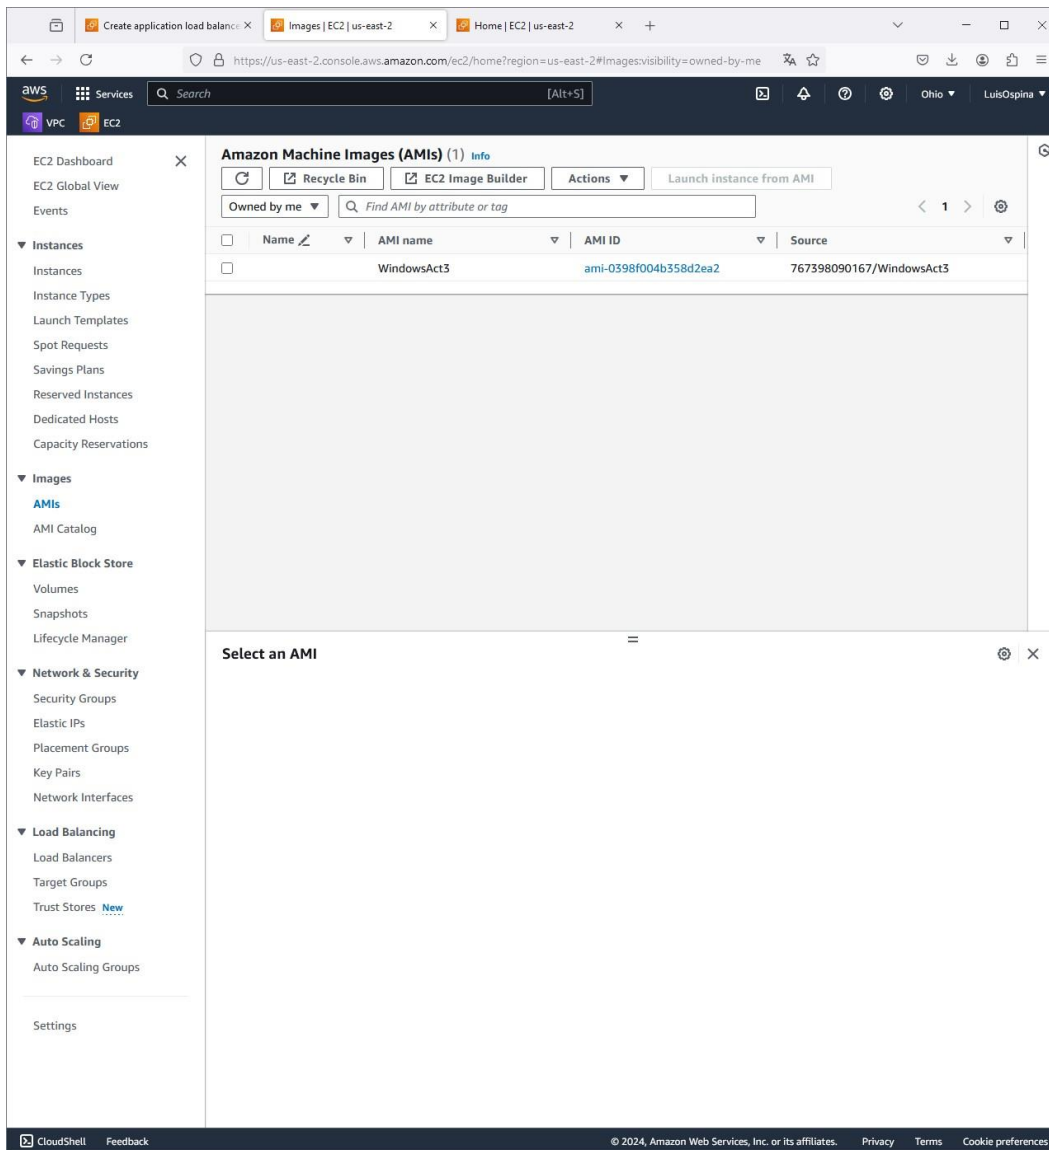 Create application load balance
Images | EC2 | us-east-2
Home | EC2 | us-east-2
https://us-east-2.console.aws.amazon.com/ec2/home?region=us-east-2#Images:visibility=owned-by-me
aws Services Search [Alt+S] Ohio LuisOspina
VPC EC2
EC2 Dashboard
EC2 Global View
Events
Instances
Instances
Instance Types
Launch Templates
Spot Requests
Savings Plans
Reserved Instances
Dedicated Hosts
Capacity Reservations
Images
AMIs
AMI Catalog
Elastic Block Store
Volumes
Snapshots
Lifecycle Manager
Network & Security
Security Groups
Elastic IPs
Placement Groups
Key Pairs
Network Interfaces
Load Balancing
Load Balancers
Target Groups
Trust Stores New
Auto Scaling
Auto Scaling Groups
Settings
Amazon Machine Images (AMIs) (1) Info
Recycle Bin EC2 Image Builder Actions Launch instance from AMI
Owned by me Find AMI by attribute or tag 1
Name AMI name AMI ID Source
WindowsAct3 ami-0398f004b358d2ea2 767398090167/WindowsAct3
Select an AMI
CloudShell Feedback © 2024, Amazon Web Services, Inc. or its affiliates. Privacy Terms Cookie preferences